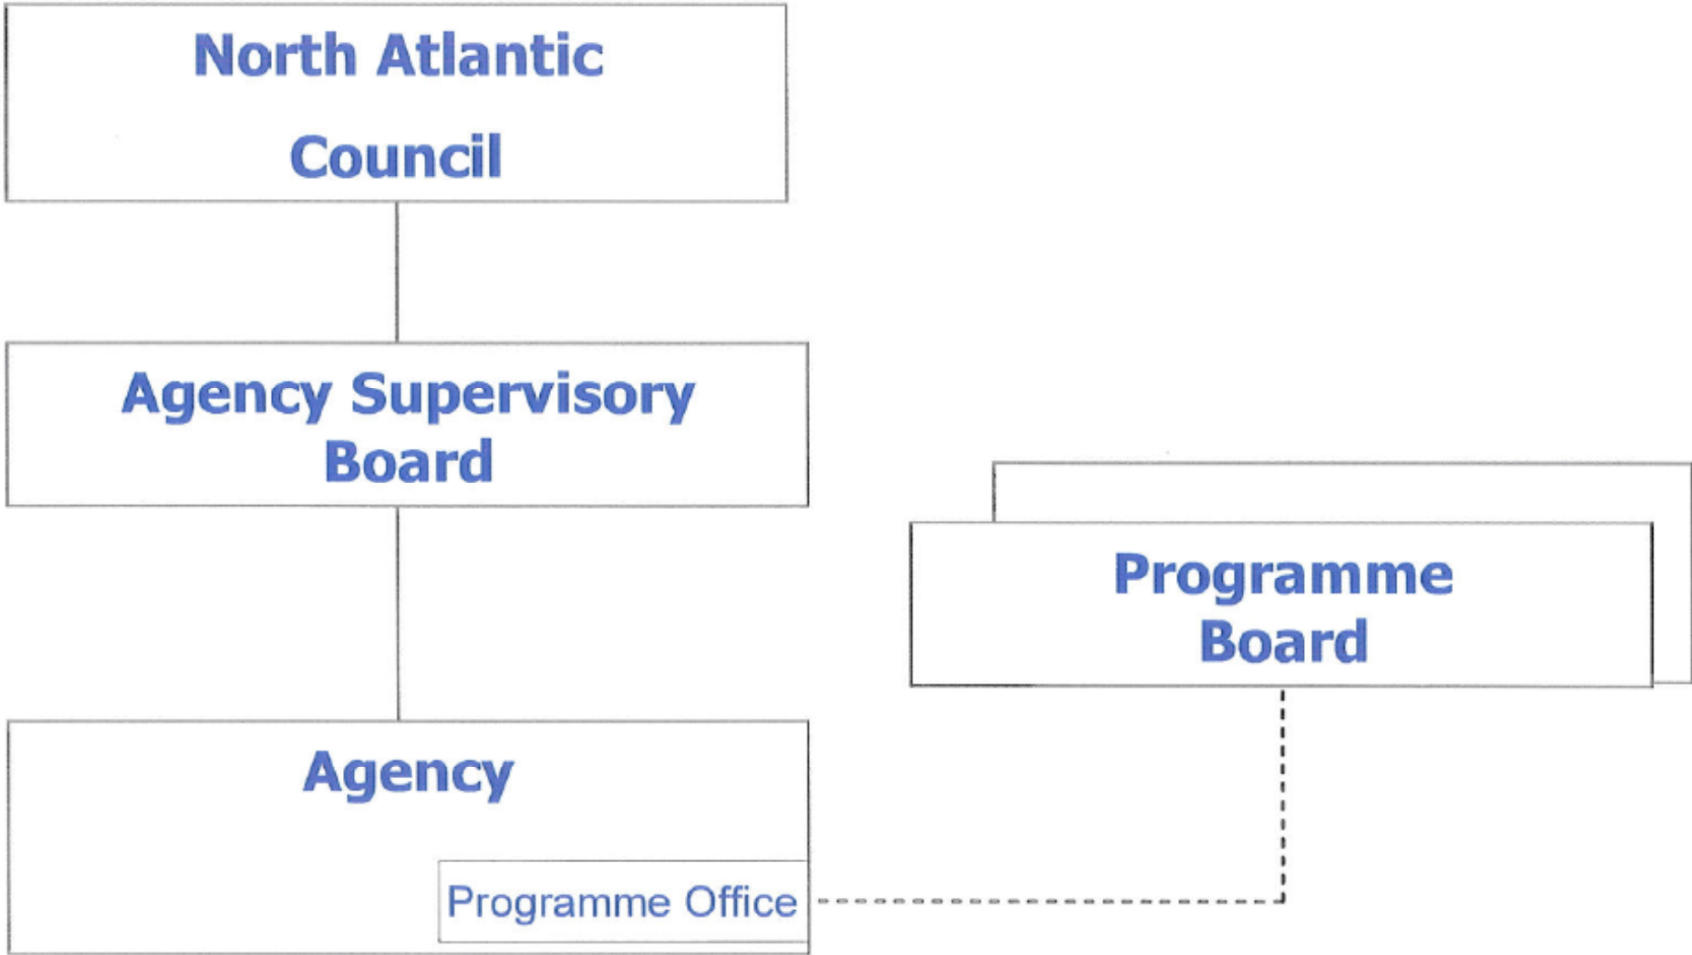 North Atlantic
Council
Agency Supervisory
Board
Programme
Board
Agency
Programme Office